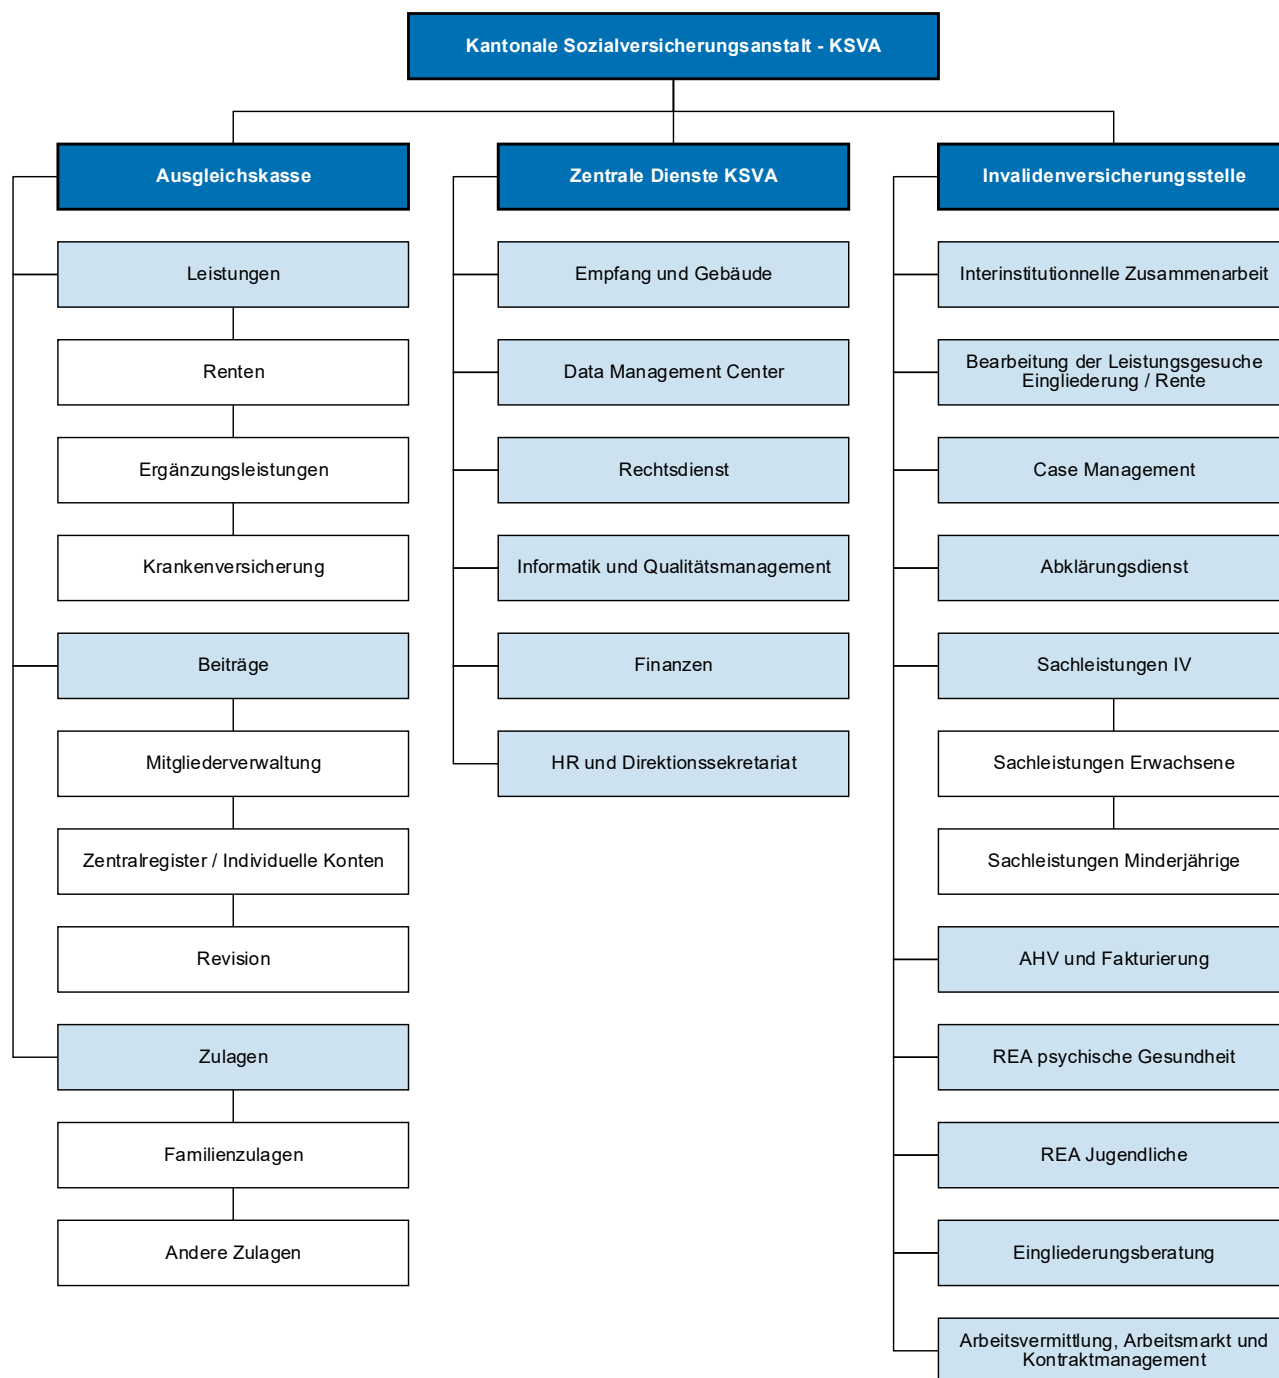 Kantonale Sozialversicherungsanstalt - KSVA
Ausgleichskasse
Leistungen
Renten
Ergänzungsleistungen
Krankenversicherung
Beiträge
Mitgliederverwaltung
Zentralregister / Individuelle Konten
Revision
Zulagen
Familienzulagen
Andere Zulagen
Zentrale Dienste KSVA
Empfang und Gebäude
Data Management Center
Rechtsdienst
Informatik und Qualitätsmanagement
Finanzen
HR und Direktionssekretariat
Invalidenversicherungsstelle
Interinstitutionnelle Zusammenarbeit
Bearbeitung der Leistungsgesuche
Eingliederung / Rente
Case Management
Abklärungsdienst
Sachleistungen IV
Sachleistungen Erwachsene
Sachleistungen Minderjährige
AHV und Fakturierung
REA psychische Gesundheit
REA Jugendliche
Eingliederungsberatung
Arbeitsvermittlung, Arbeitsmarkt und
Kontraktmanagement